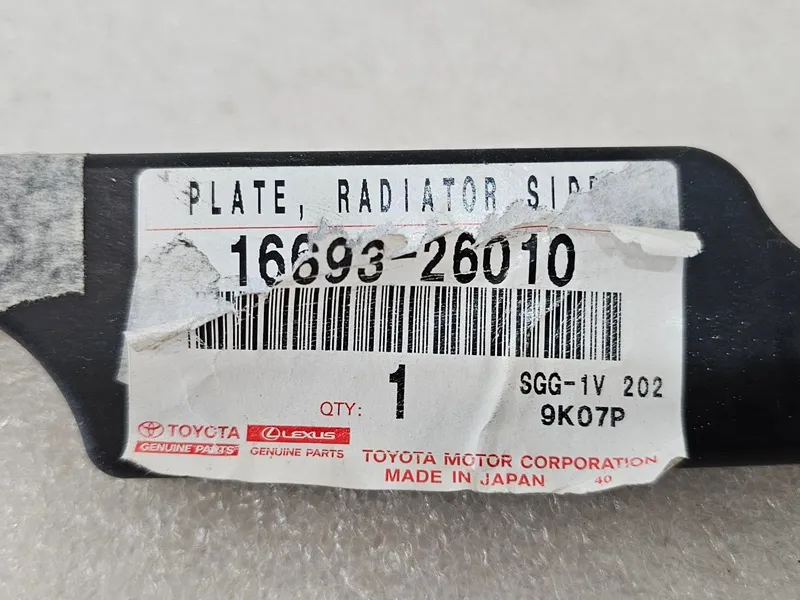 PLATE, RADIATOR SIDE
16693-26010
QTY: 1
SGG-1V 202
9K07P
TOYOTA
GENUINE PARTS
LEXUS
GENUINE PARTS
TOYOTA MOTOR CORPORATION
MADE IN JAPAN
40